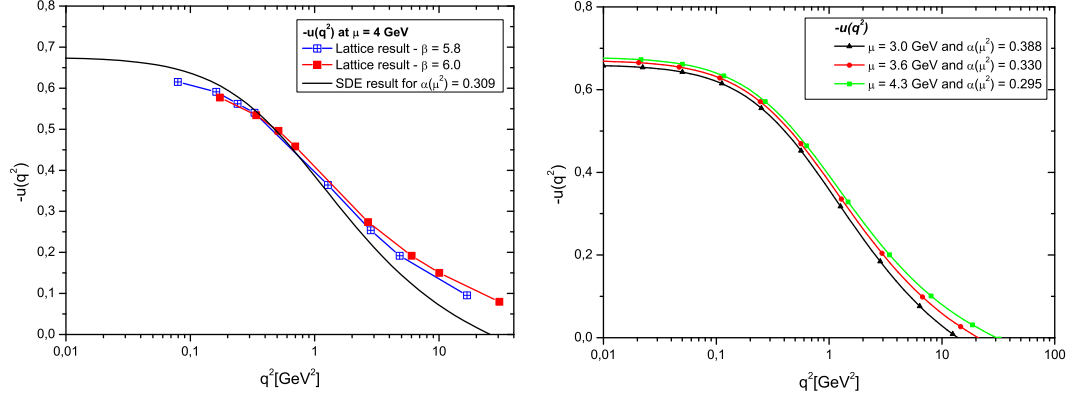 -u(q²) at μ = 4 GeV
Lattice result - β = 5.8
Lattice result - β = 6.0
SDE result for α(μ²) = 0.309
0,8
0,7
0,6
0,5
0,4
0,3
0,2
0,1
0,0
-u(q²)
0,01
0,1
1
10
q²[GeV²]
-u(q²)
μ = 3.0 GeV and α(μ²) = 0.388
μ = 3.6 GeV and α(μ²) = 0.330
μ = 4.3 GeV and α(μ²) = 0.295
0,8
0,6
0,4
0,2
0,0
-u(q²)
0,01
0,1
1
10
100
q²[GeV²]